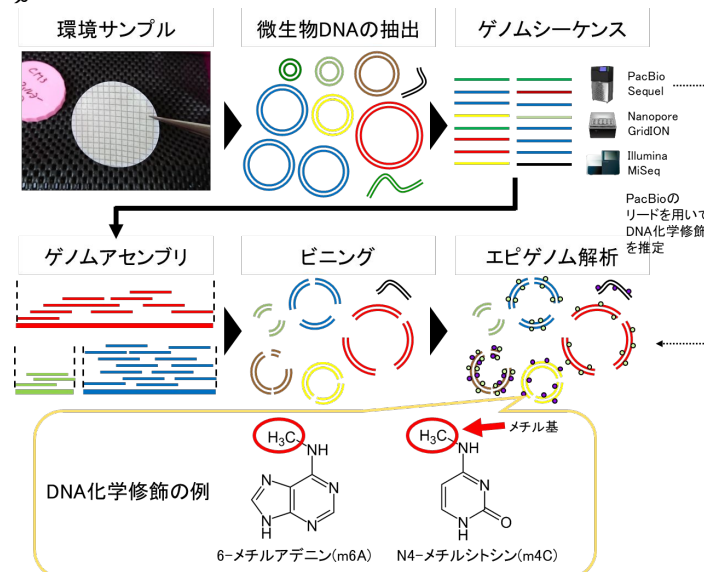 環境サンプル
微生物DNAの抽出
ゲノムシーケンス
PacBio
Sequel
Nanopore
GridION
Illumina
MiSeq
PacBioの
リードを用いて
DNA化学修飾
を推定
ゲノムアセンブリ
ビニング
エピゲノム解析
H₃C
NH
N
N
N
H
N
H₃C
メチル基
NH
N
N
H
O
DNA化学修飾の例
6-メチルアデニン(m6A)
N4-メチルシトシン(m4C)